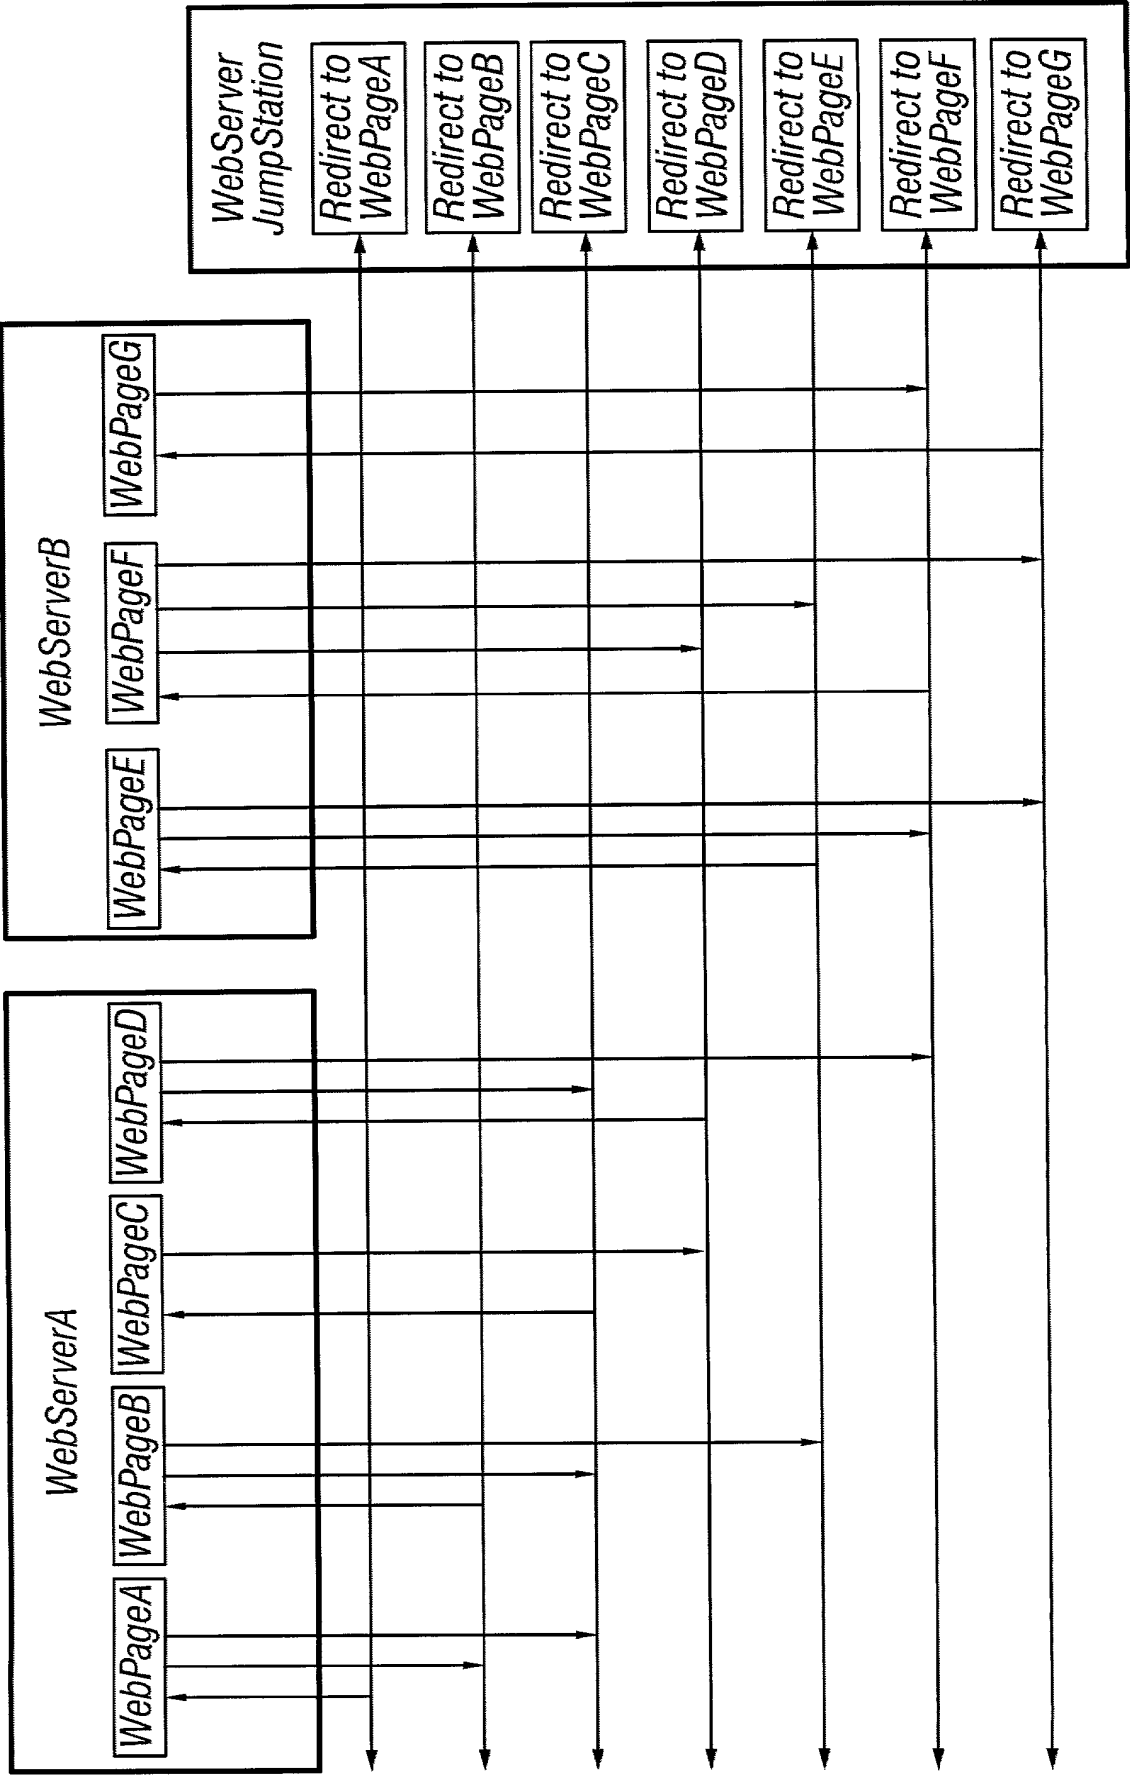 WebServerA
WebPageA
WebPageB
WebPageC
WebPageD
WebServerB
WebPageE
WebPageF
WebPageG
WebServer
JumpStation
Redirect to
WebPageA
Redirect to
WebPageB
Redirect to
WebPageC
Redirect to
WebPageD
Redirect to
WebPageE
Redirect to
WebPageF
Redirect to
WebPageG